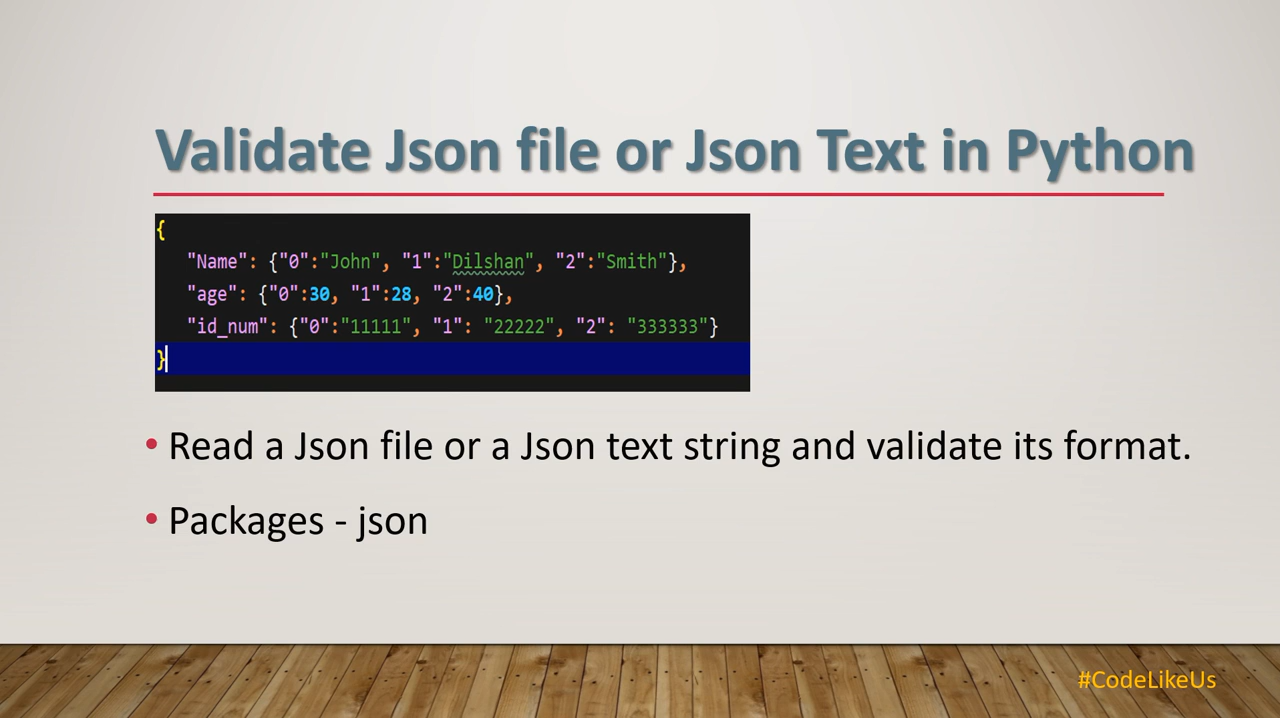 Validate Json file or Json Text in Python
{
"Name": {"0":"John", "1":"Dilshan", "2":"Smith"},
"age": {"0":30, "1":28, "2":40},
"id_num": {"0":"11111", "1": "22222", "2": "333333"}
}
• Read a Json file or a Json text string and validate its format.
• Packages - json
#CodeLikeUs